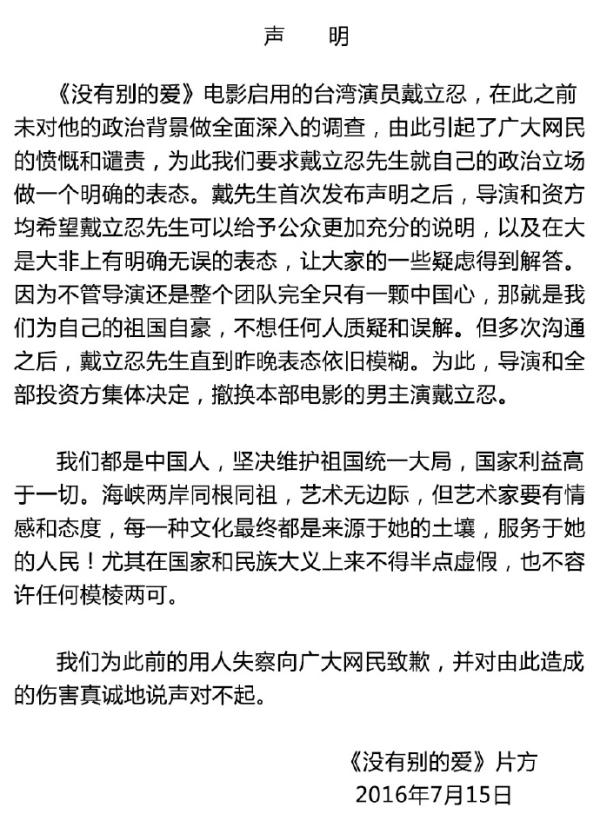 声 明
《没有别的爱》电影启用的台湾演员戴立忍，在此之前
未对他的政治背景做全面深入的调查，由此引起了广大网民
的愤慨和谴责，为此我们要求戴立忍先生就自己的政治立场
做一个明确的表态。戴先生首次发布声明之后，导演和资方
均希望戴立忍先生可以给予公众更加充分的说明，以及在大
是大非上有明确无误的表态，让大家的一些疑虑得到解答。
因为不管导演还是整个团队完全只有一颗中国心，那就是我
们为自己的祖国自豪，不想任何人质疑和误解。但多次沟通
之后，戴立忍先生直到昨晚表态依旧模糊。为此，导演和全
部投资方集体决定，撤换本部电影的男主演戴立忍。
我们都是中国人，坚决维护祖国统一大局，国家利益高
于一切。海峡两岸同根同祖，艺术无边际，但艺术家要有情
感和态度，每一种文化最终都是来源于她的土壤，服务于她
的人民！尤其在国家和民族大义上来不得半点虚假，也不容
许任何模棱两可。
我们为此前的用人失察向广大网民致歉，并对由此造成
的伤害真诚地说声对不起。
《没有别的爱》片方
2016年7月15日